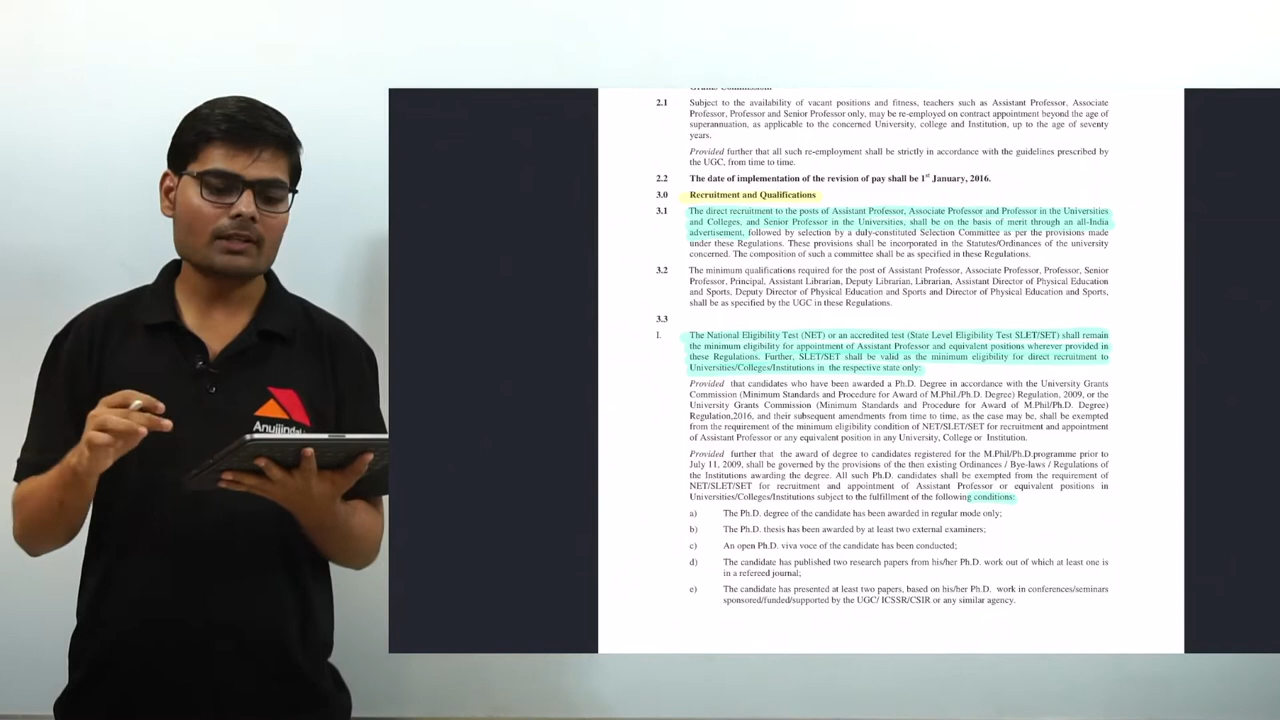 Grants Commission.
2.1 Subject to the availability of vacant positions and fitness, teachers such as Assistant Professor, Associate
Professor, Professor and Senior Professor only, may be re-employed on contract appointment beyond the age of
superannuation, as applicable to the concerned University, college and Institution, up to the age of seventy
years.
Provided further that all such re-employment shall be strictly in accordance with the guidelines prescribed by
the UGC, from time to time.
2.2 The date of implementation of the revision of pay shall be 1st January, 2016.
3.0 Recruitment and Qualifications
3.1 The direct recruitment to the posts of Assistant Professor, Associate Professor and Professor in the Universities
and Colleges, and Senior Professor in the Universities, shall be on the basis of merit through an all-India
advertisement, followed by selection by a duly-constituted Selection Committee as per the provisions made
under these Regulations. These provisions shall be incorporated in the Statutes/Ordinances of the university
concerned. The composition of such a committee shall be as specified in these Regulations.
3.2 The minimum qualifications required for the post of Assistant Professor, Associate Professor, Professor, Senior
Professor, Principal, Assistant Librarian, Deputy Librarian, Librarian, Assistant Director of Physical Education
and Sports, Deputy Director of Physical Education and Sports and Director of Physical Education and Sports,
shall be as specified by the UGC in these Regulations.
3.3
I. The National Eligibility Test (NET) or an accredited test (State Level Eligibility Test SLET/SET) shall remain
the minimum eligibility for appointment of Assistant Professor and equivalent positions wherever provided in
these Regulations. Further, SLET/SET shall be valid as the minimum eligibility for direct recruitment to
Universities/Colleges/Institutions in the respective state only:
Provided that candidates who have been awarded a Ph.D. Degree in accordance with the University Grants
Commission (Minimum Standards and Procedure for Award of M.Phil./Ph.D. Degree) Regulation, 2009, or the
University Grants Commission (Minimum Standards and Procedure for Award of M.Phil/Ph.D. Degree)
Regulation,2016, and their subsequent amendments from time to time, as the case may be, shall be exempted
from the requirement of the minimum eligibility condition of NET/SLET/SET for recruitment and appointment
of Assistant Professor or any equivalent position in any University, College or Institution.
Provided further that the award of degree to candidates registered for the M.Phil/Ph.D.programme prior to
July 11, 2009, shall be governed by the provisions of the then existing Ordinances / Bye-laws / Regulations of
the Institutions awarding the degree. All such Ph.D. candidates shall be exempted from the requirement of
NET/SLET/SET for recruitment and appointment of Assistant Professor or equivalent positions in
Universities/Colleges/Institutions subject to the fulfillment of the following conditions:
a) The Ph.D. degree of the candidate has been awarded in regular mode only;
b) The Ph.D. thesis has been awarded by at least two external examiners;
c) An open Ph.D. viva voce of the candidate has been conducted;
d) The candidate has published two research papers from his/her Ph.D. work out of which at least one is
in a refereed journal;
e) The candidate has presented at least two papers, based on his/her Ph.D. work in conferences/seminars
sponsored/funded/supported by the UGC/ ICSSR/CSIR or any similar agency.